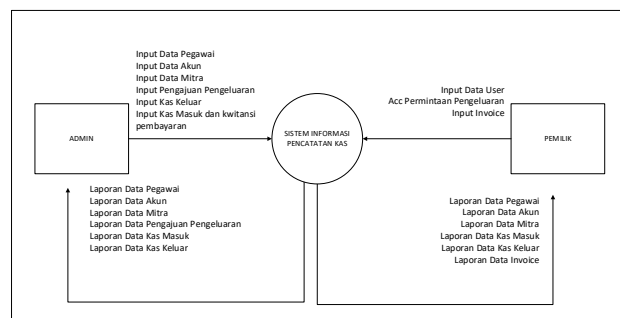 Input Data Pegawai
Input Data Akun
Input Data Mitra
Input Pengajuan Pengeluaran
Input Kas Keluar
Input Kas Masuk dan kwitansi
pembayaran
Input Data User
Acc Permintaan Pengeluaran
Input Invoice
ADMIN
SISTEM INFORMASI
PENCATATAN KAS
PEMILIK
Laporan Data Pegawai
Laporan Data Akun
Laporan Data Mitra
Laporan Data Pengajuan Pengeluaran
Laporan Data Kas Masuk
Laporan Data Kas Keluar
Laporan Data Pegawai
Laporan Data Akun
Laporan Data Mitra
Laporan Data Kas Masuk
Laporan Data Kas Keluar
Laporan Data Invoice